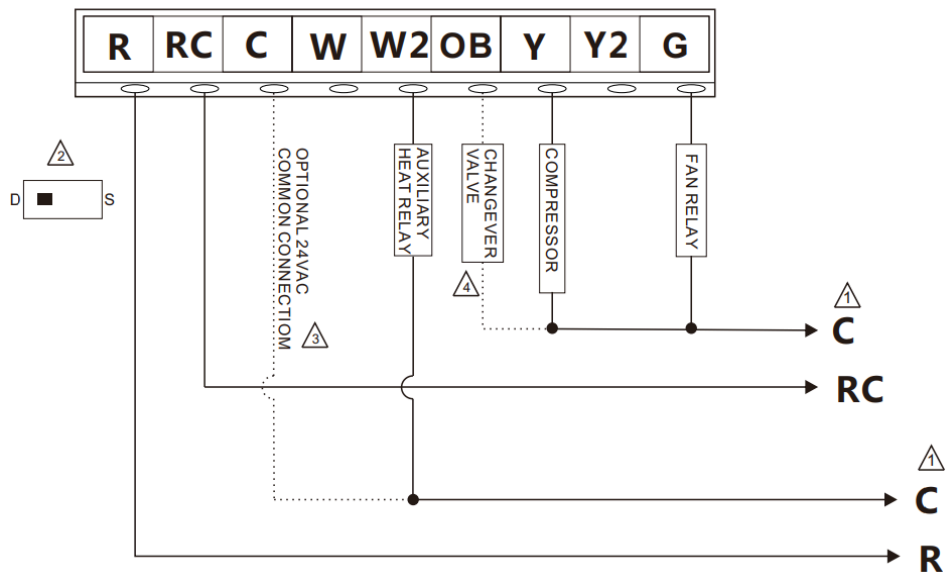 R RC C W W2 OB Y Y2 G
2
D S
OPTIONAL 24VAC
COMMON CONNECTIOM
3
AUXILIARY
HEAT RELAY
CHANGEVER
VALVE
4
COMPRESSOR
FAN RELAY
1
C
RC
1
C
R